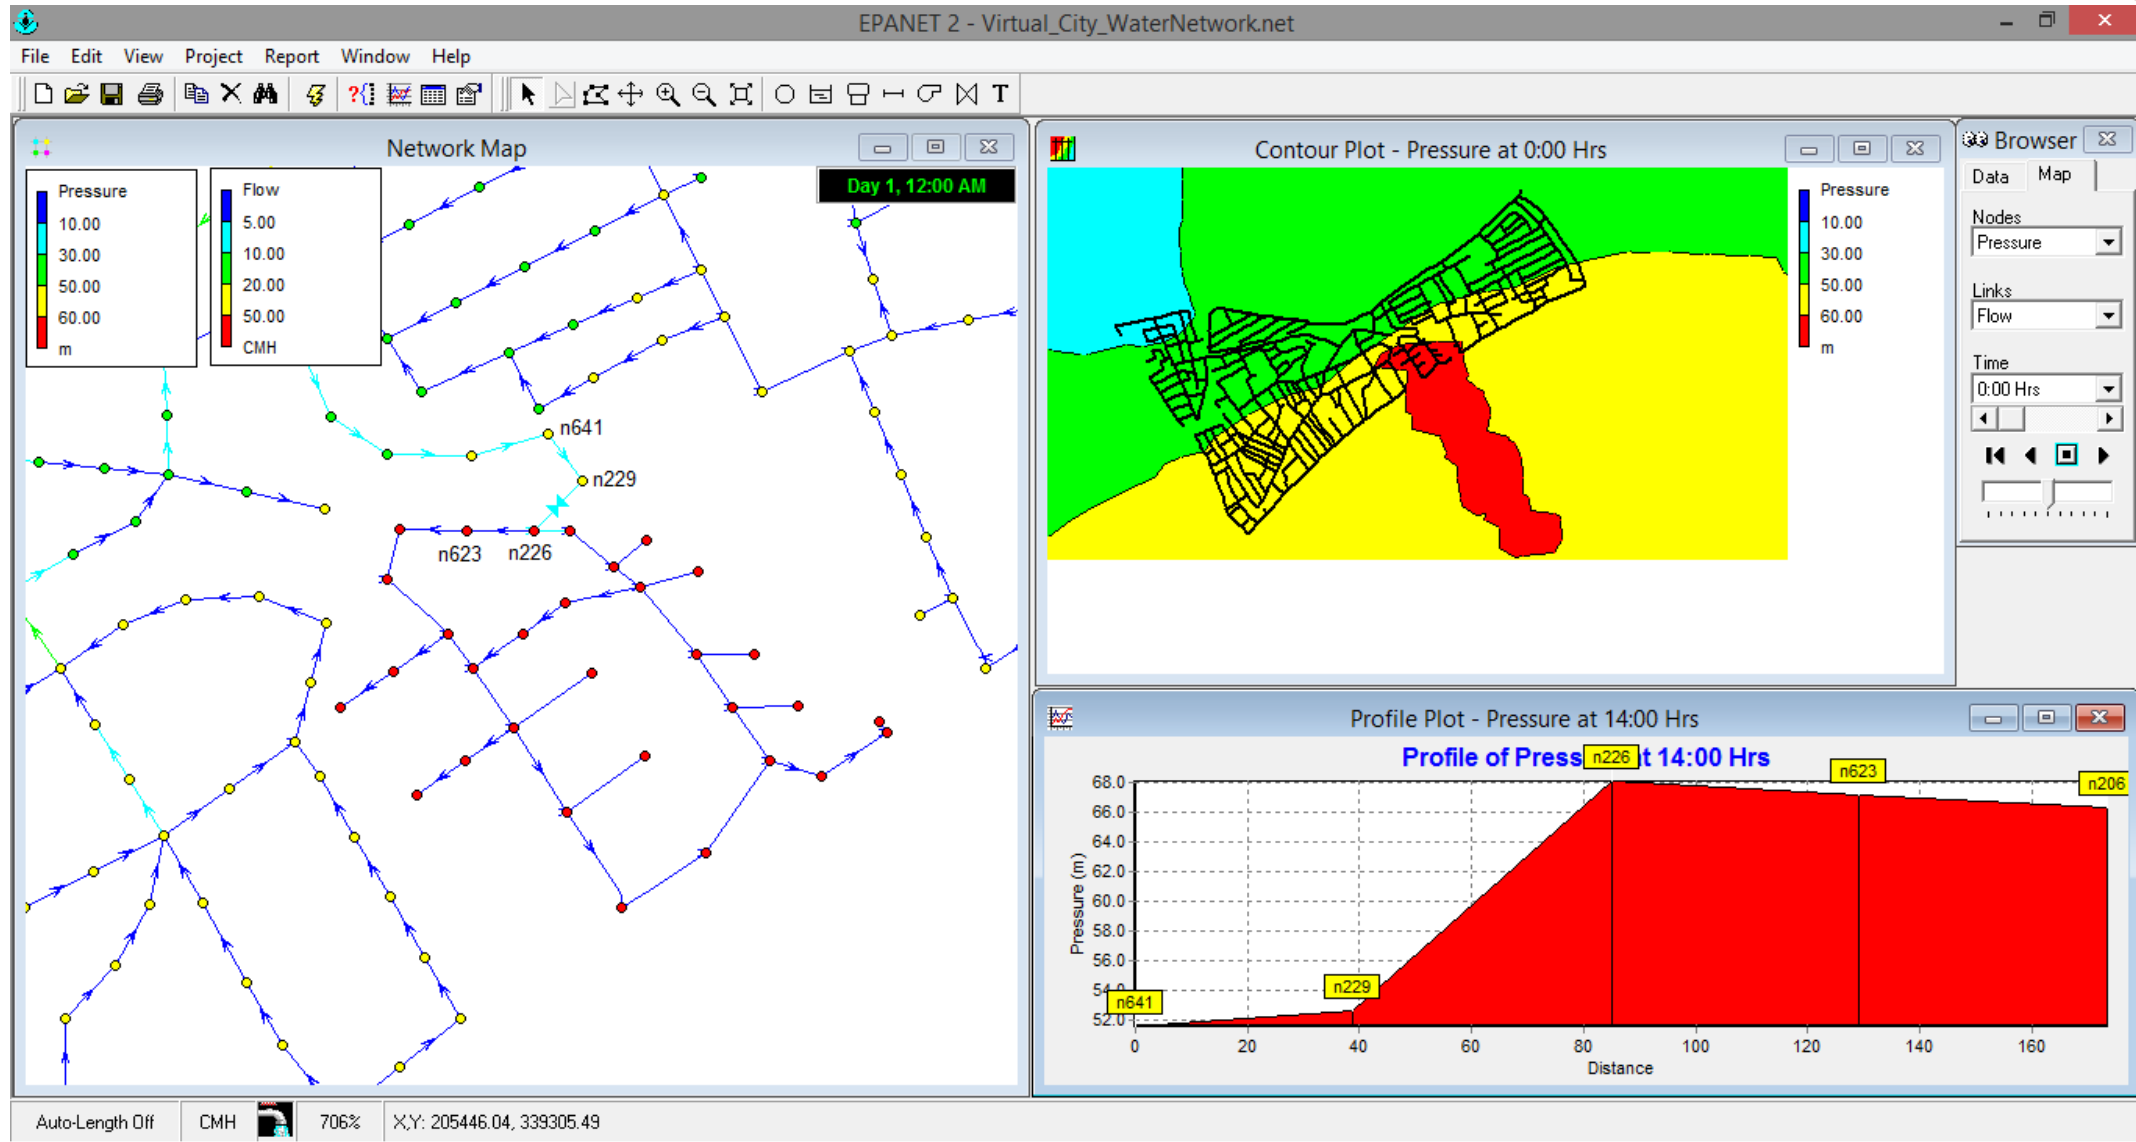 EPANET 2 - Virtual_City_WaterNetwork.net
File Edit View Project Report Window Help
T
Network Map
Pressure
10.00
30.00
50.00
60.00
m
Flow
5.00
10.00
20.00
50.00
CMH
Day 1, 12:00 AM
n641
n229
n623
n226
Contour Plot - Pressure at 0:00 Hrs
Pressure
10.00
30.00
50.00
60.00
m
Browser
Data Map
Nodes
Pressure
Links
Flow
Time
0:00 Hrs
Profile Plot - Pressure at 14:00 Hrs
Profile of Press n226 t 14:00 Hrs
n623
n206
n229
n641
68.0
66.0
64.0
62.0
60.0
58.0
56.0
54.0
52.0
Pressure (m)
0 20 40 60 80 100 120 140 160
Distance
Auto-Length Off CMH 706% X,Y: 205446.04, 339305.49